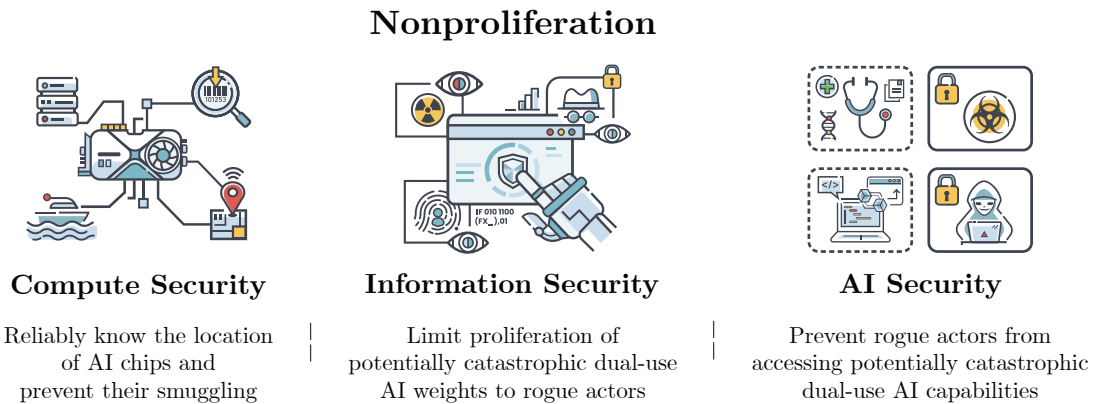 Nonproliferation
101253
IF 010 1100
(FX_),01
</>
Compute Security
Reliably know the location
of AI chips and
prevent their smuggling
Information Security
Limit proliferation of
potentially catastrophic dual-use
AI weights to rogue actors
AI Security
Prevent rogue actors from
accessing potentially catastrophic
dual-use AI capabilities